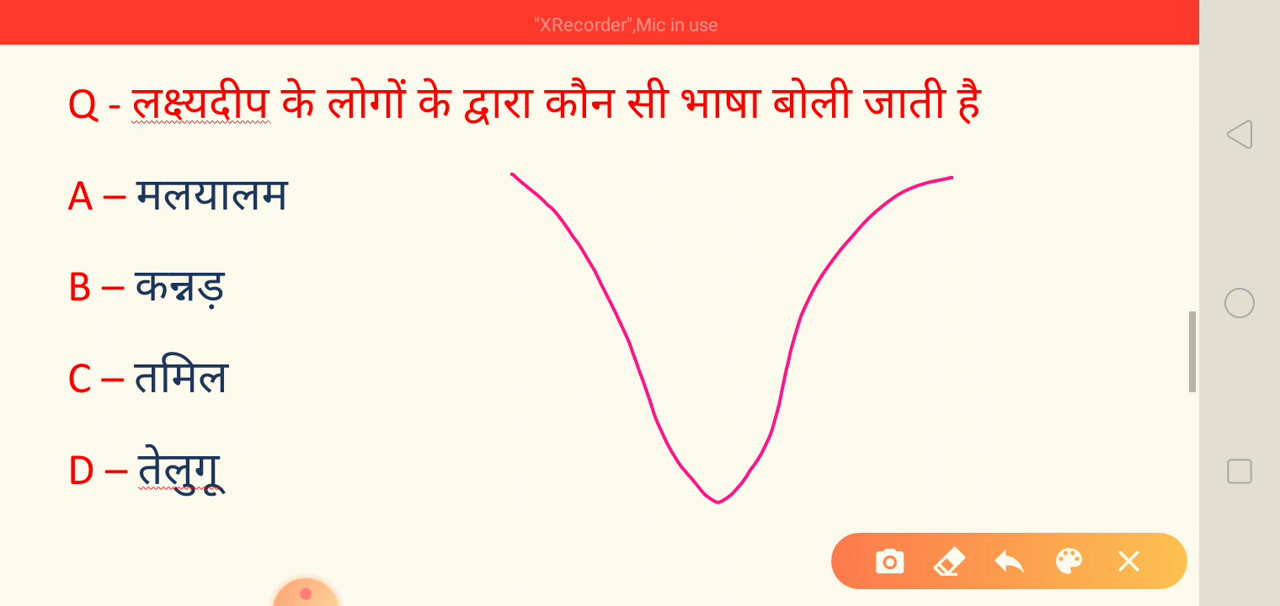 "XRecorder",Mic in use
Q - लक्ष्यदीप के लोगों के द्वारा कौन सी भाषा बोली जाती है
A – मलयालम
B – कन्नड़
C – तमिल
D – तेलुगू